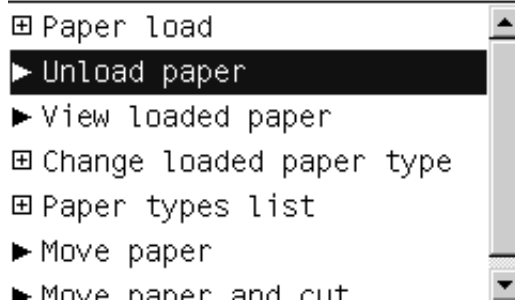 Paper load
Unload paper
View loaded paper
Change loaded paper type
Paper types list
Move paper
Move paper and cut